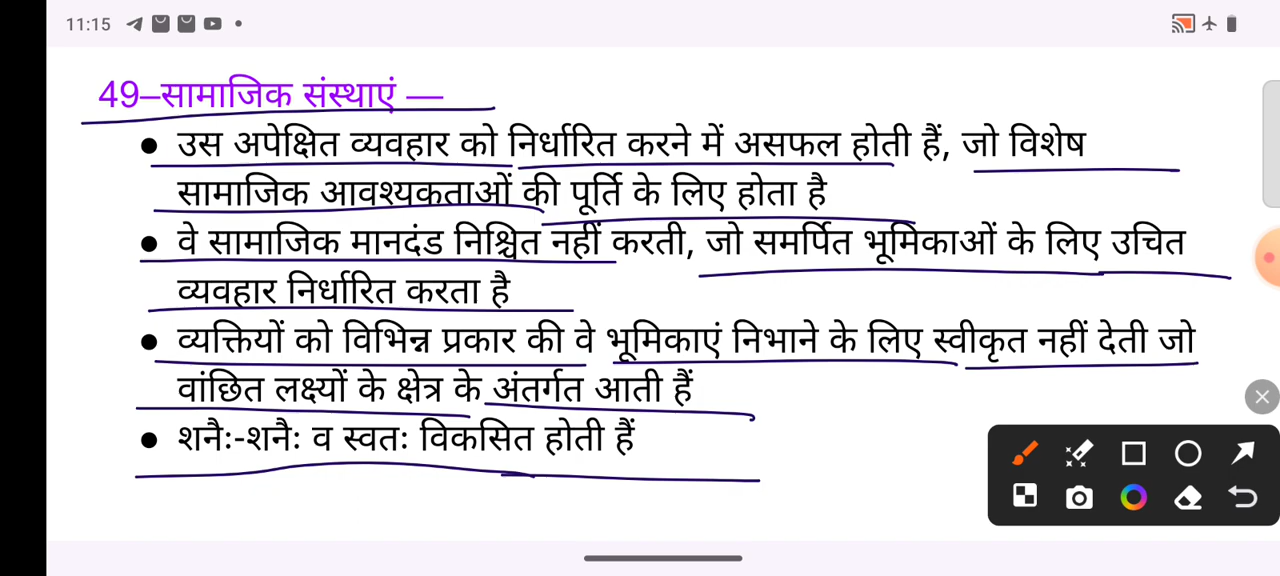 11:15
49–सामाजिक संस्थाएं —
● उस अपेक्षित व्यवहार को निर्धारित करने में असफल होती हैं, जो विशेष
सामाजिक आवश्यकताओं की पूर्ति के लिए होता है
● वे सामाजिक मानदंड निश्चित नहीं करती, जो समर्पित भूमिकाओं के लिए उचित
व्यवहार निर्धारित करता है
● व्यक्तियों को विभिन्न प्रकार की वे भूमिकाएं निभाने के लिए स्वीकृत नहीं देती जो
वांछित लक्ष्यों के क्षेत्र के अंतर्गत आती हैं
● शनैः-शनैः व स्वतः विकसित होती हैं